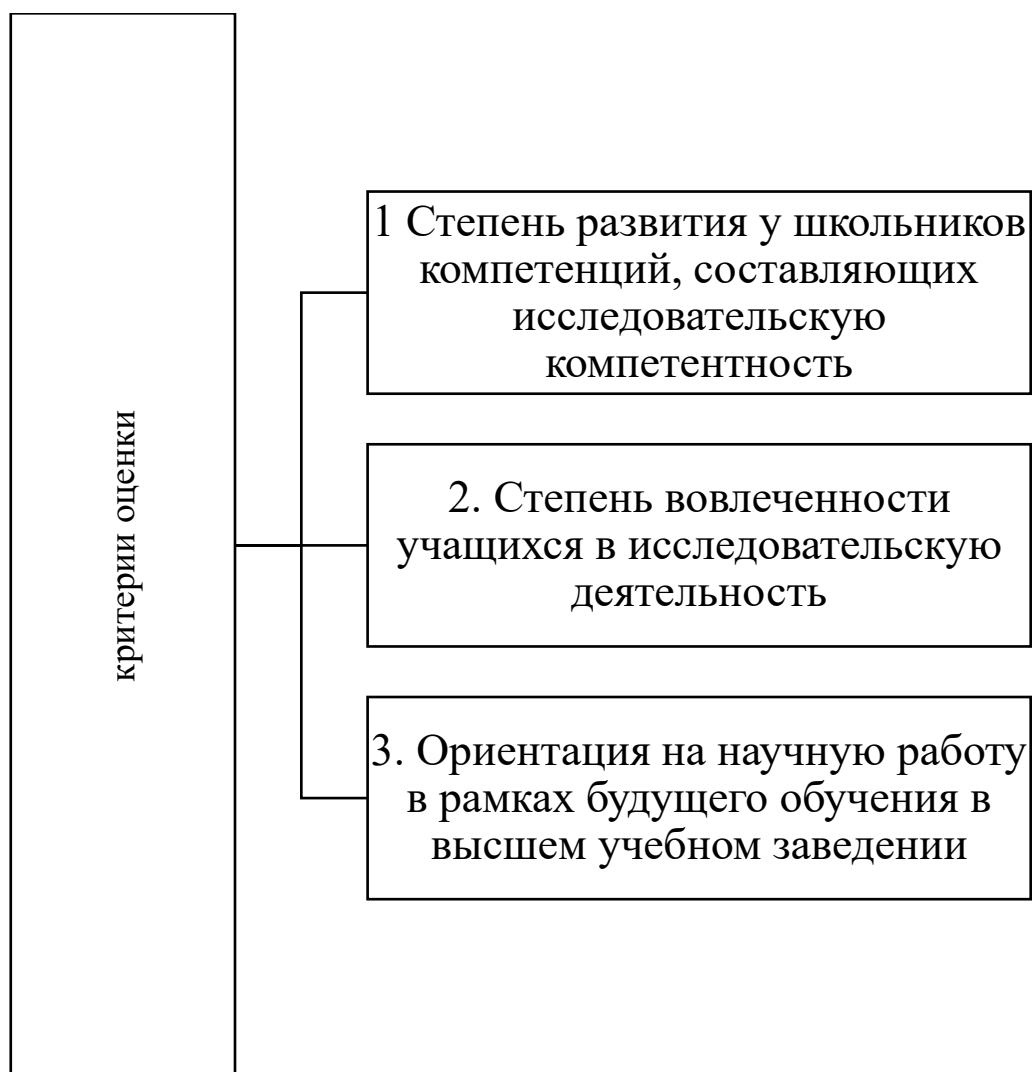 критерии оценки
1 Степень развития у школьников
компетенций, составляющих
исследовательскую
компетентность
2. Степень вовлеченности
учащихся в исследовательскую
деятельность
3. Ориентация на научную работу
в рамках будущего обучения в
высшем учебном заведении